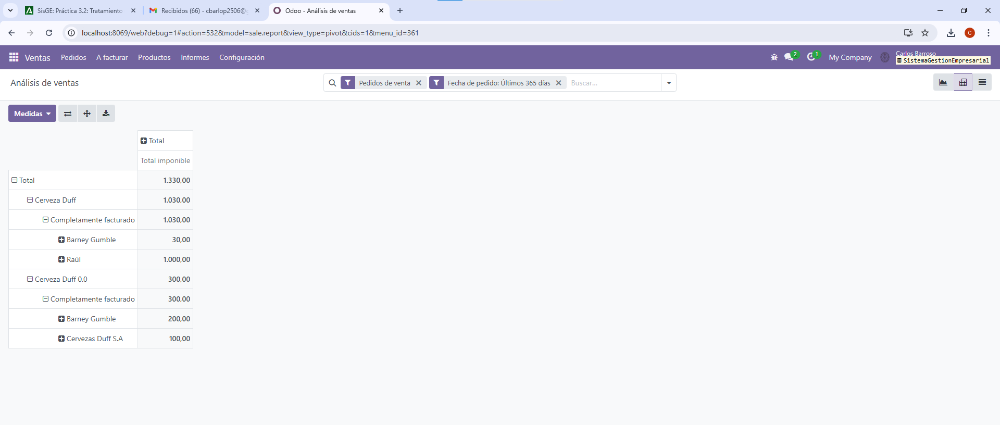 SisGE: Práctica 3.2: Tratamiento
Recibidos (66) - cbarlop2506@
Odoo - Análisis de ventas
localhost:8069/web?debug=1#action=532&model=sale.report&view_type=pivot&cids=1&menu_id=361
C
Ventas Pedidos A facturar Productos Informes Configuración
2
1
My Company
Carlos Barroso
SistemaGestionEmpresarial
Análisis de ventas
Pedidos de venta
Fecha de pedido: Últimos 365 días
Buscar...
Medidas
Total
Total imponible
Total 1.330,00
Cerveza Duff 1.030,00
Completamente facturado 1.030,00
Barney Gumble 30,00
Raúl 1.000,00
Cerveza Duff 0.0 300,00
Completamente facturado 300,00
Barney Gumble 200,00
Cervezas Duff S.A 100,00